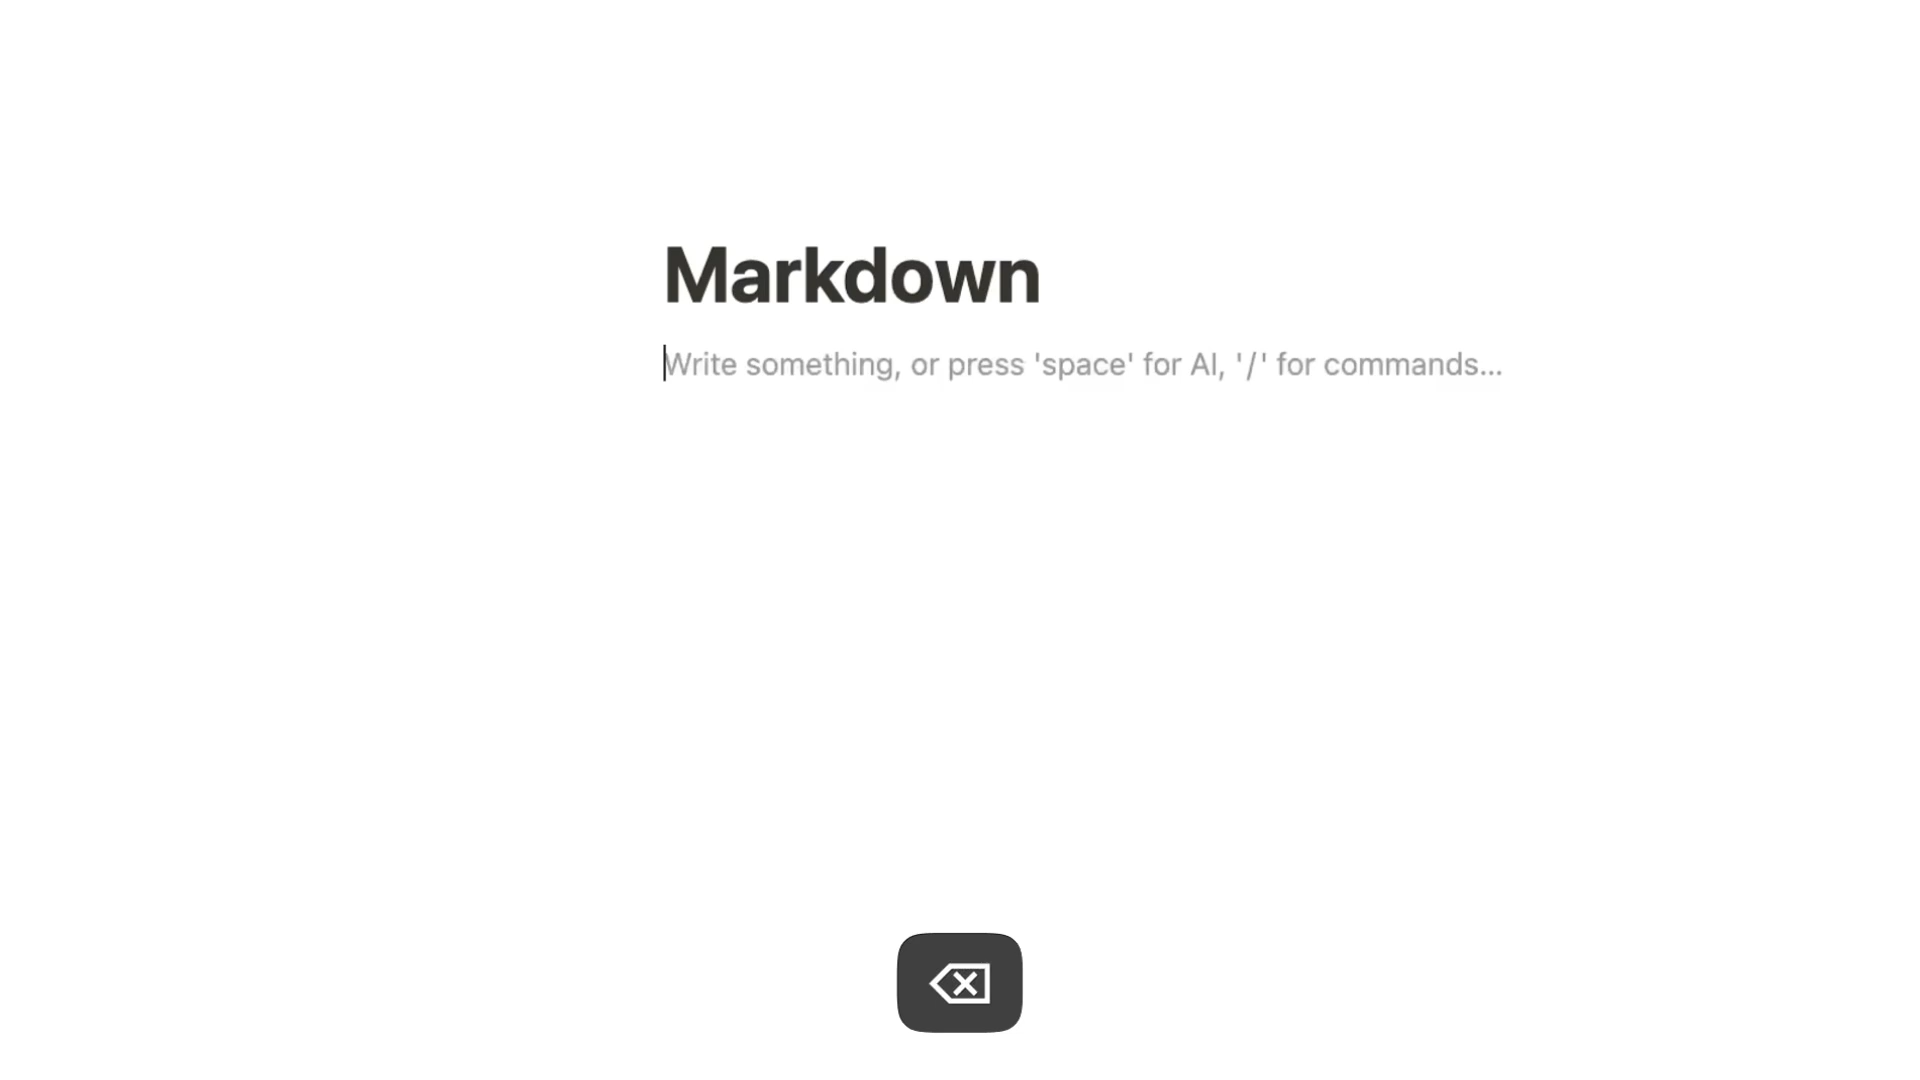 Markdown
Write something, or press 'space' for AI, '/' for commands...